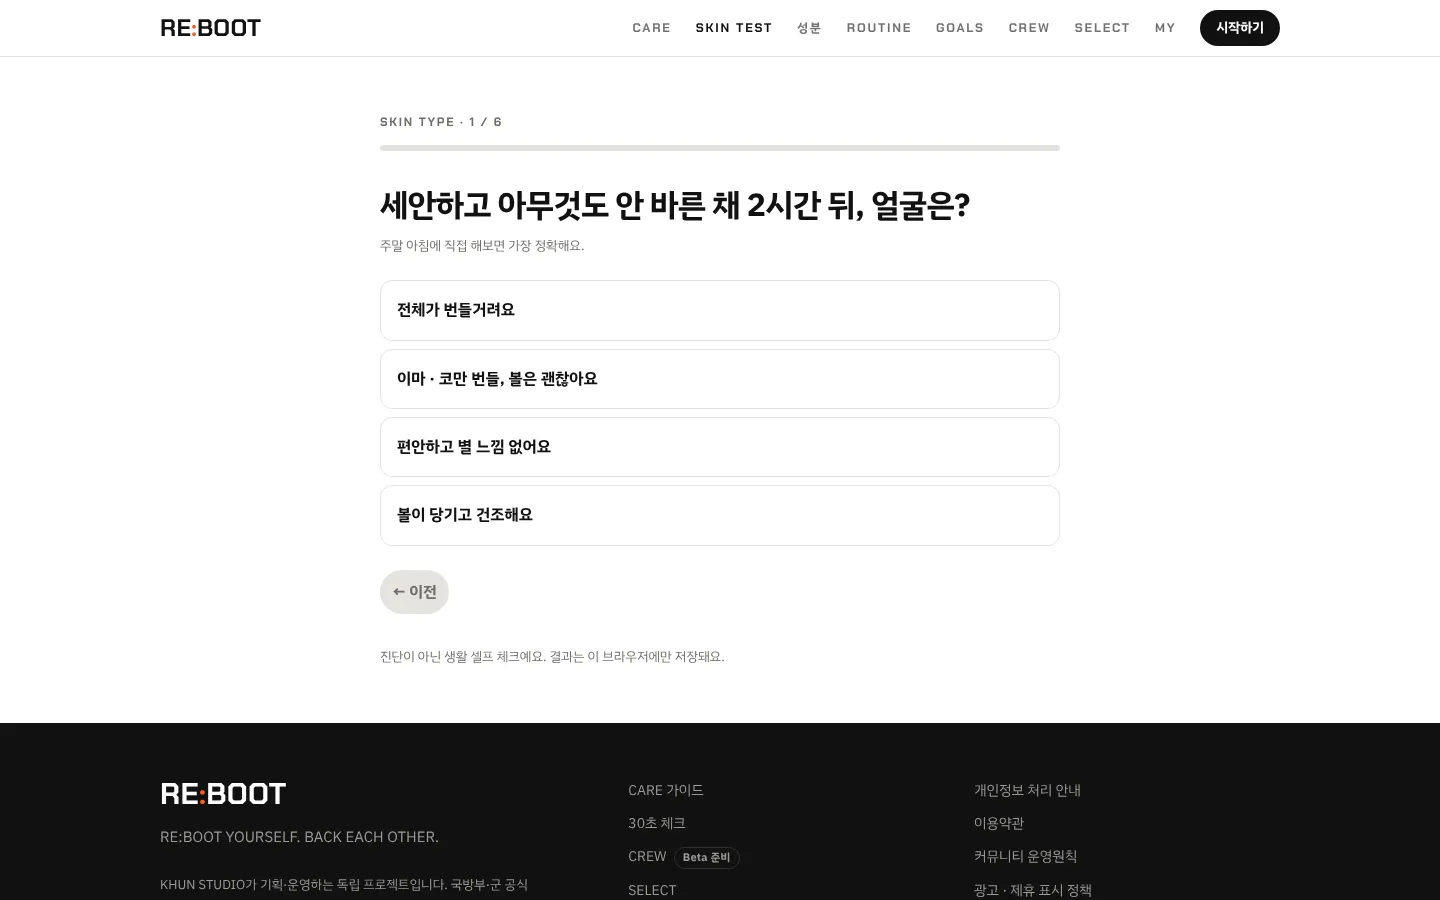 RE:BOOT
CARE SKIN TEST 성분 ROUTINE GOALS CREW SELECT MY 시작하기
SKIN TYPE · 1 / 6
세안하고 아무것도 안 바른 채 2시간 뒤, 얼굴은?
주말 아침에 직접 해보면 가장 정확해요.
전체가 번들거려요
이마 · 코만 번들, 볼은 괜찮아요
편안하고 별 느낌 없어요
볼이 당기고 건조해요
← 이전
진단이 아닌 생활 셀프 체크예요. 결과는 이 브라우저에만 저장돼요.
RE:BOOT
RE:BOOT YOURSELF. BACK EACH OTHER.
KHUN STUDIO가 기획·운영하는 독립 프로젝트입니다. 국방부·군 공식
CARE 가이드
30초 체크
CREW Beta 준비
SELECT
개인정보 처리 안내
이용약관
커뮤니티 운영원칙
광고 · 제휴 표시 정책